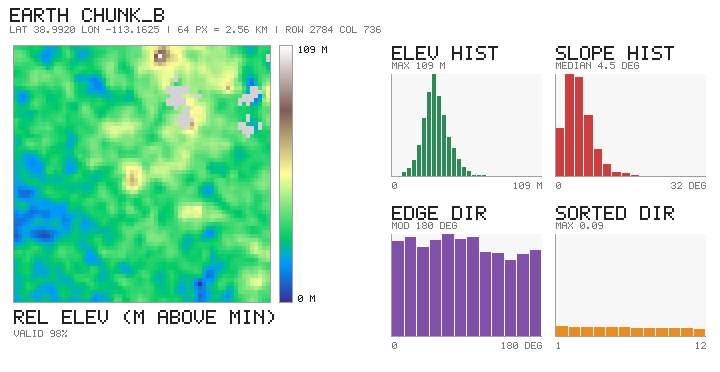 EARTH CHUNK_B
LAT 38.9920 LON -113.1625 | 64 PX = 2.56 KM | ROW 2784 COL 736
109 M
0 M
REL ELEV (M ABOVE MIN)
VALID 98%
ELEV HIST
MAX 109 M
0 109 M
SLOPE HIST
MEDIAN 4.5 DEG
0 32 DEG
EDGE DIR
MOD 180 DEG
0 180 DEG
SORTED DIR
MAX 0.09
1 12